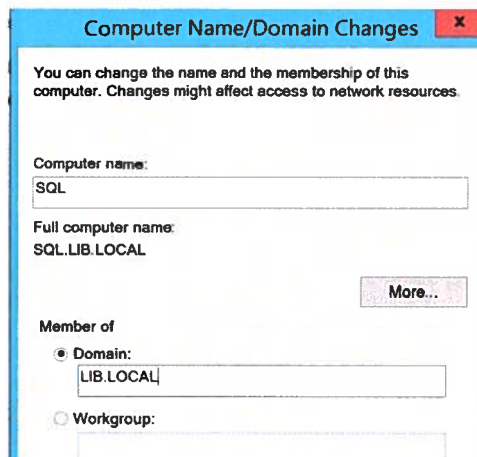 Computer Name/Domain Changes
x
You can change the name and the membership of this
computer. Changes might affect access to network resources.
Computer name:
SQL
Full computer name:
SQL.LIB.LOCAL
More...
Member of
Domain:
LIB.LOCAL
Workgroup: